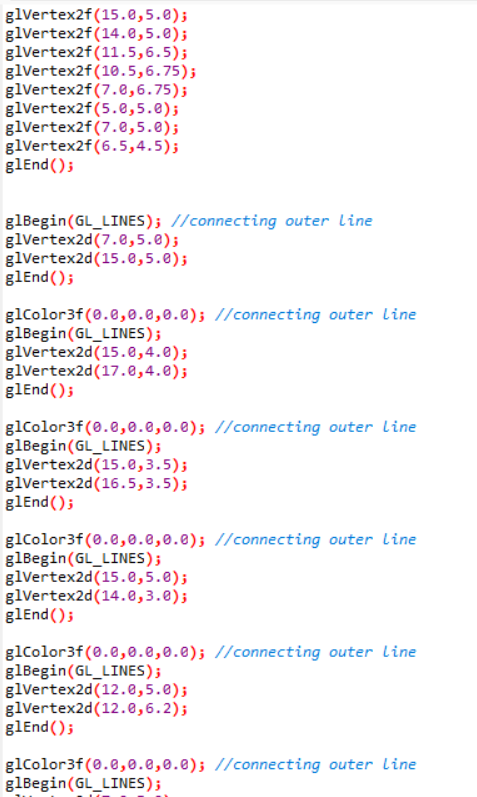 glVertex2f(15.0,5.0);
glVertex2f(14.0,5.0);
glVertex2f(11.5,6.5);
glVertex2f(10.5,6.75);
glVertex2f(7.0,6.75);
glVertex2f(5.0,5.0);
glVertex2f(7.0,5.0);
glVertex2f(6.5,4.5);
glEnd();
glBegin(GL_LINES); //connecting outer line
glVertex2d(7.0,5.0);
glVertex2d(15.0,5.0);
glEnd();
glColor3f(0.0,0.0,0.0); //connecting outer line
glBegin(GL_LINES);
glVertex2d(15.0,4.0);
glVertex2d(17.0,4.0);
glEnd();
glColor3f(0.0,0.0,0.0); //connecting outer line
glBegin(GL_LINES);
glVertex2d(15.0,3.5);
glVertex2d(16.5,3.5);
glEnd();
glColor3f(0.0,0.0,0.0); //connecting outer line
glBegin(GL_LINES);
glVertex2d(15.0,5.0);
glVertex2d(14.0,3.0);
glEnd();
glColor3f(0.0,0.0,0.0); //connecting outer line
glBegin(GL_LINES);
glVertex2d(12.0,5.0);
glVertex2d(12.0,6.2);
glEnd();
glColor3f(0.0,0.0,0.0); //connecting outer line
glBegin(GL_LINES);